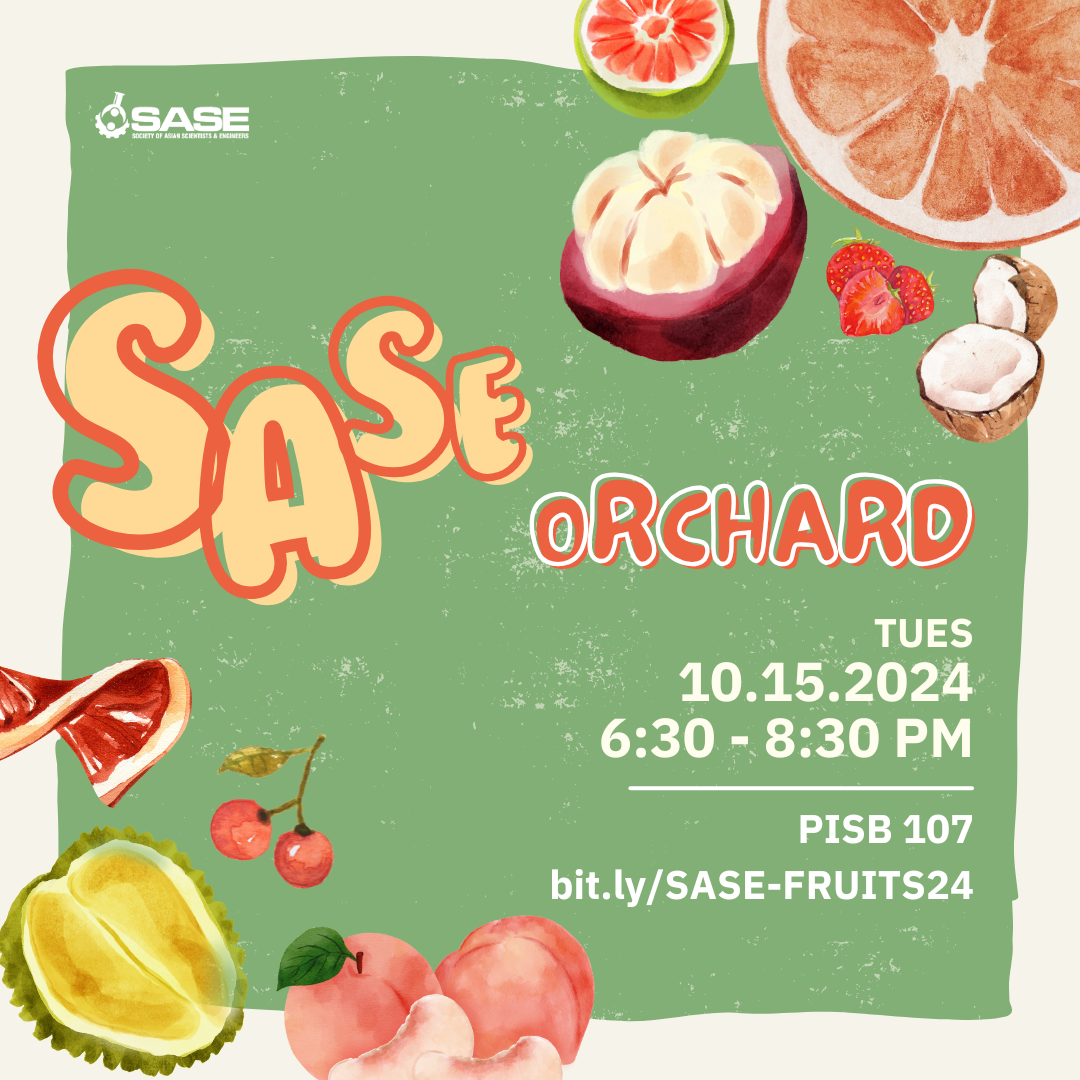 SASE
SOCIETY OF ASIAN SCIENTISTS & ENGINEERS
SASE
ORCHARD
TUES
10.15.2024
6:30 - 8:30 PM
PISB 107
bit.ly/SASE-FRUITS24